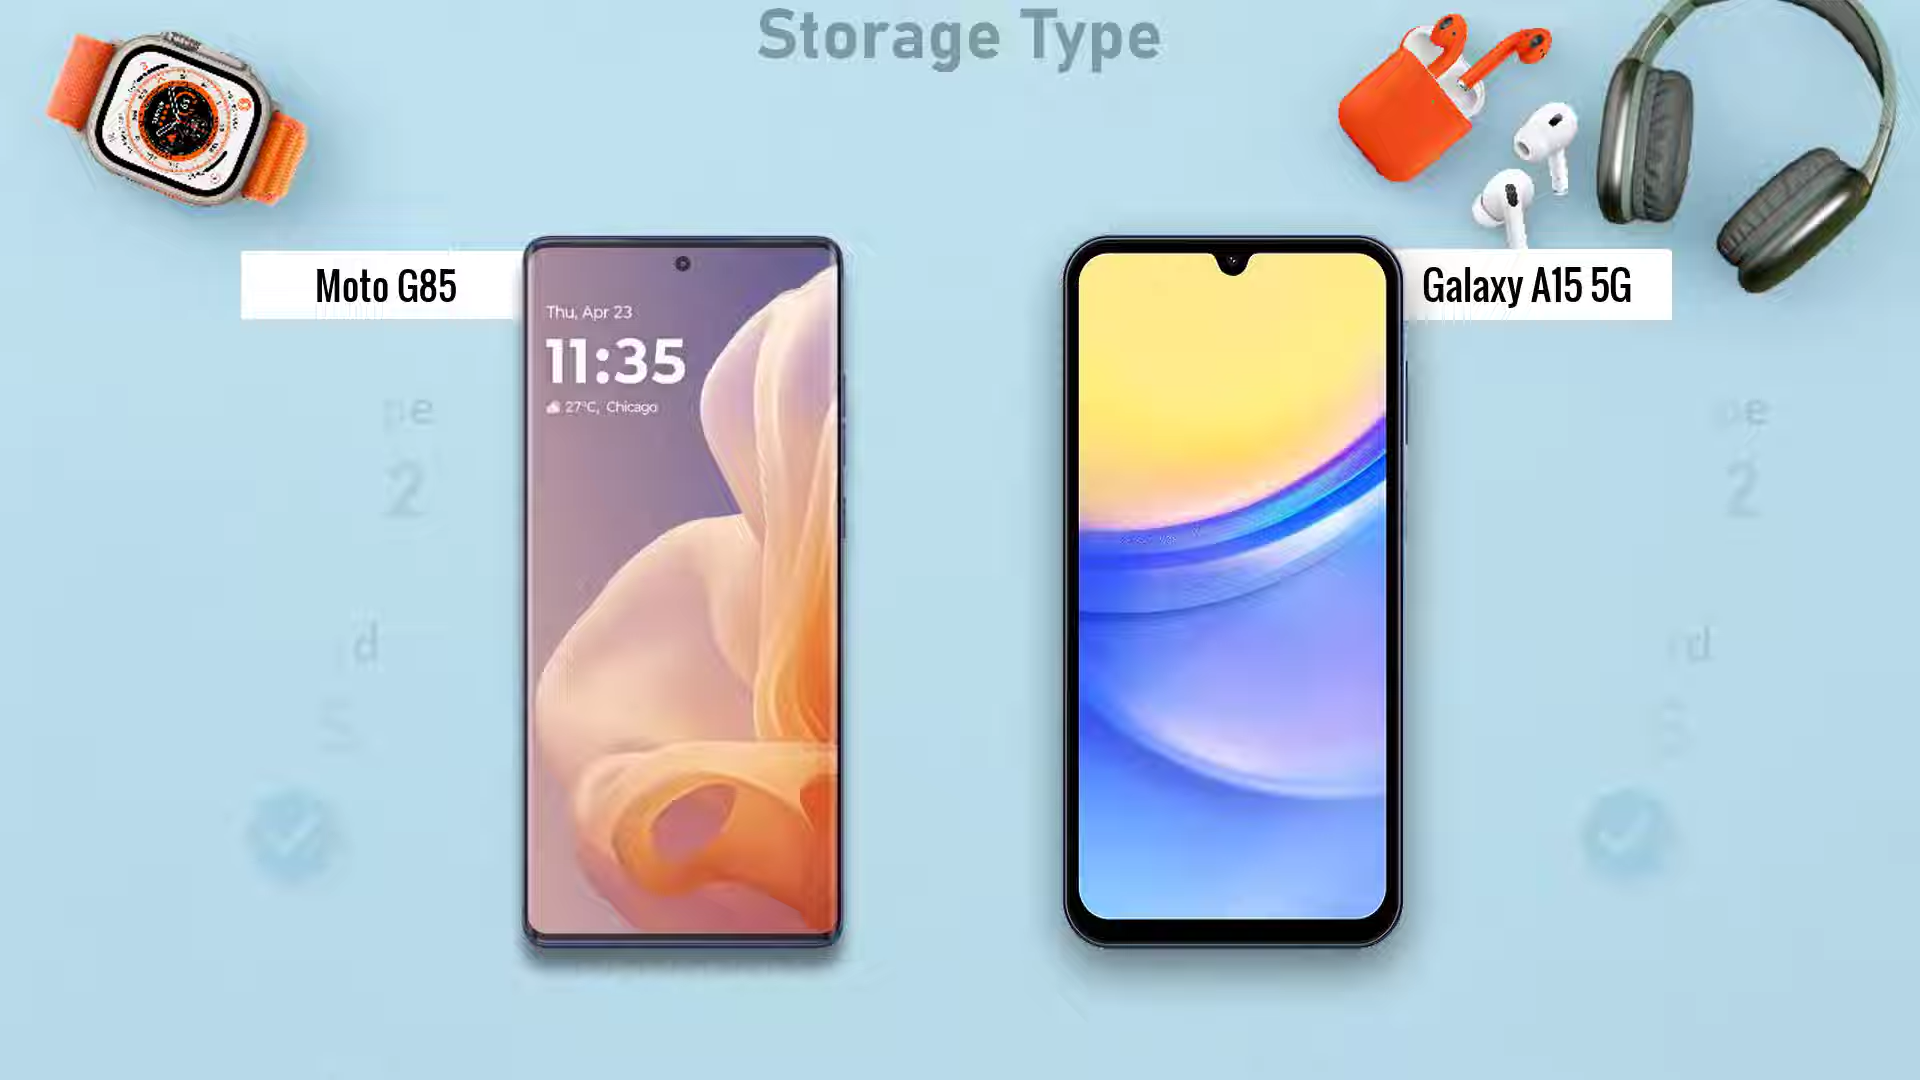 Storage Type
Moto G85
Galaxy A15 5G
Thu, Apr 23
11:35
27°C, Chicago